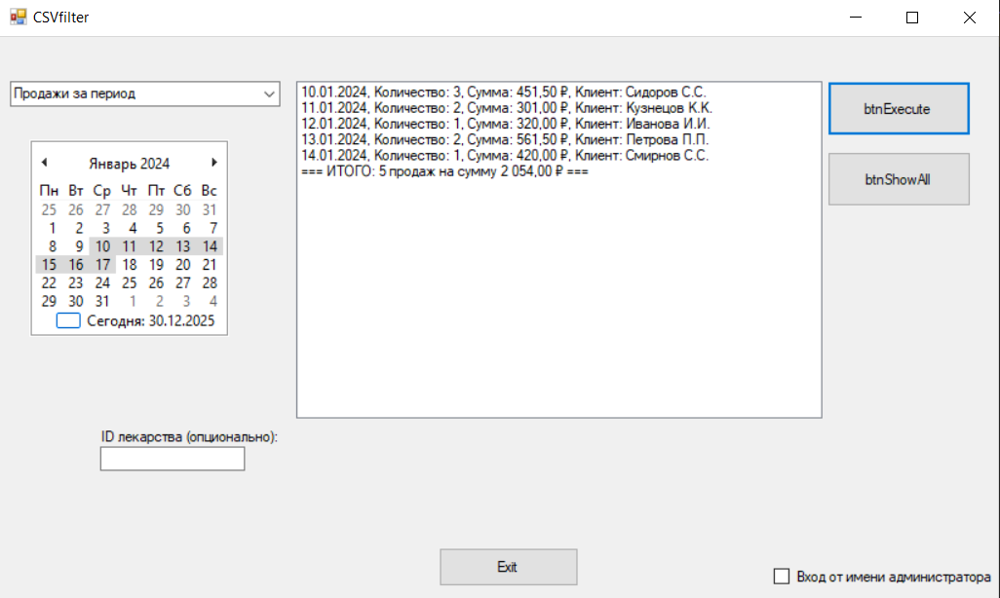 CSVfilter
Продажи за период
10.01.2024, Количество: 3, Сумма: 451,50 ₽, Клиент: Сидоров С.С.
11.01.2024, Количество: 2, Сумма: 301,00 ₽, Клиент: Кузнецов К.К.
12.01.2024, Количество: 1, Сумма: 320,00 ₽, Клиент: Иванова И.И.
13.01.2024, Количество: 2, Сумма: 561,50 ₽, Клиент: Петрова П.П.
14.01.2024, Количество: 1, Сумма: 420,00 ₽, Клиент: Смирнов С.С.
=== ИТОГО: 5 продаж на сумму 2 054,00 ₽ ===
btnExecute
btnShowAll
Январь 2024
Пн Вт Ср Чт Пт Сб Вс
25 26 27 28 29 30 31
1 2 3 4 5 6 7
8 9 10 11 12 13 14
15 16 17 18 19 20 21
22 23 24 25 26 27 28
29 30 31 1 2 3 4
Сегодня: 30.12.2025
ID лекарства (опционально):
Exit
Вход от имени администратора